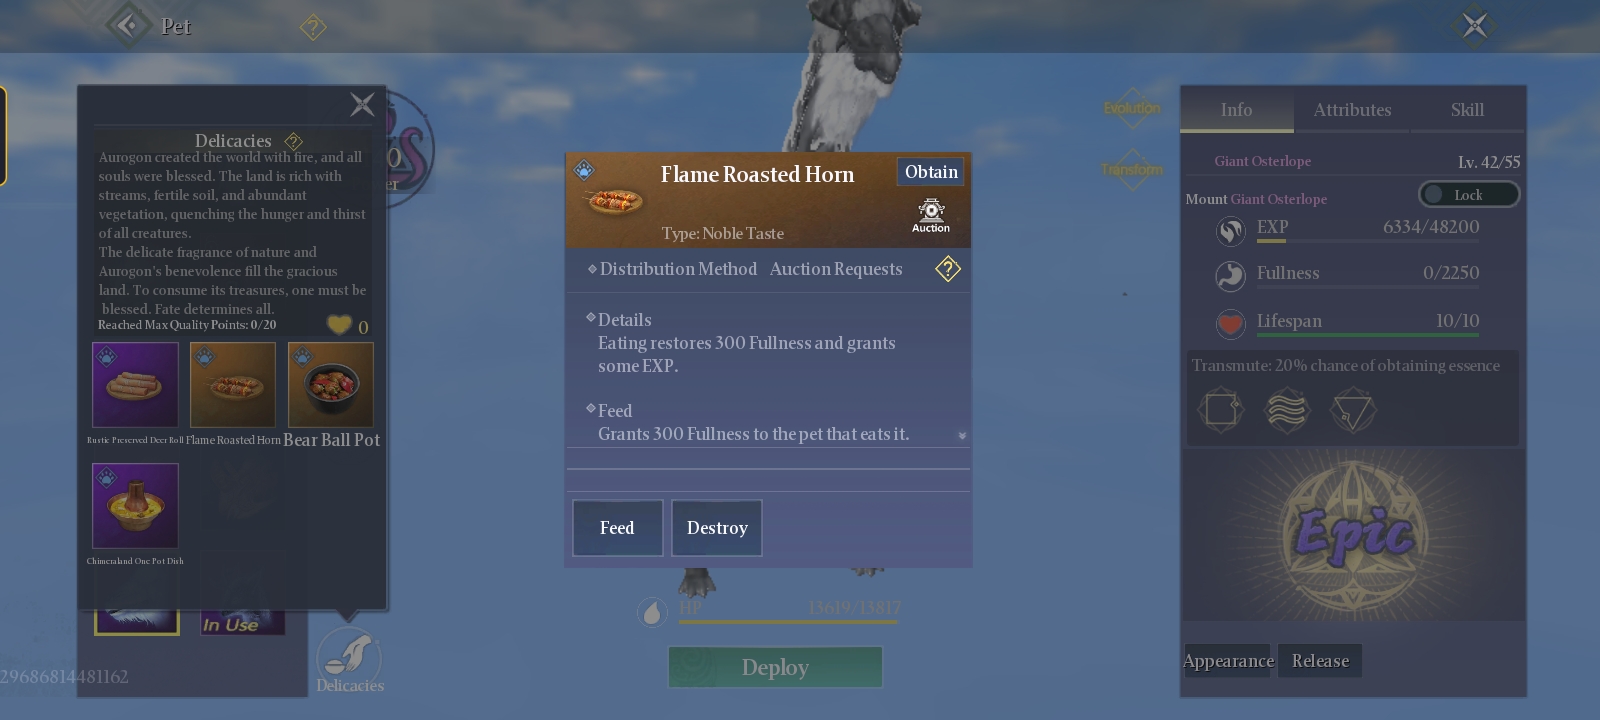 Pet
Delicacies
Aurogon created the world with fire, and all
souls were blessed. The land is rich with
streams, fertile soil, and abundant
vegetation, quenching the hunger and thirst
of all creatures.
The delicate fragrance of nature and
Aurogon's benevolence fill the gracious
land. To consume its treasures, one must be
blessed. Fate determines all.
Reached Max Quality Points: 0/20
0
Rustic Preserved Deer Roll
Flame Roasted Horn
Bear Ball Pot
Chimeraland One Pot Dish
In Use
Delicacies
29686814481162
Flame Roasted Horn
Obtain
Type: Noble Taste
Auction
Distribution Method Auction Requests
Details
Eating restores 300 Fullness and grants
some EXP.
Feed
Grants 300 Fullness to the pet that eats it.
Feed
Destroy
HP 13619/13817
Deploy
Evolution
Transform
Info
Attributes
Skill
Giant Osterlope
Lv. 42/55
Mount Giant Osterlope
Lock
EXP 6334/48200
Fullness 0/2250
Lifespan 10/10
Transmute: 20% chance of obtaining essence
Epic
Appearance
Release